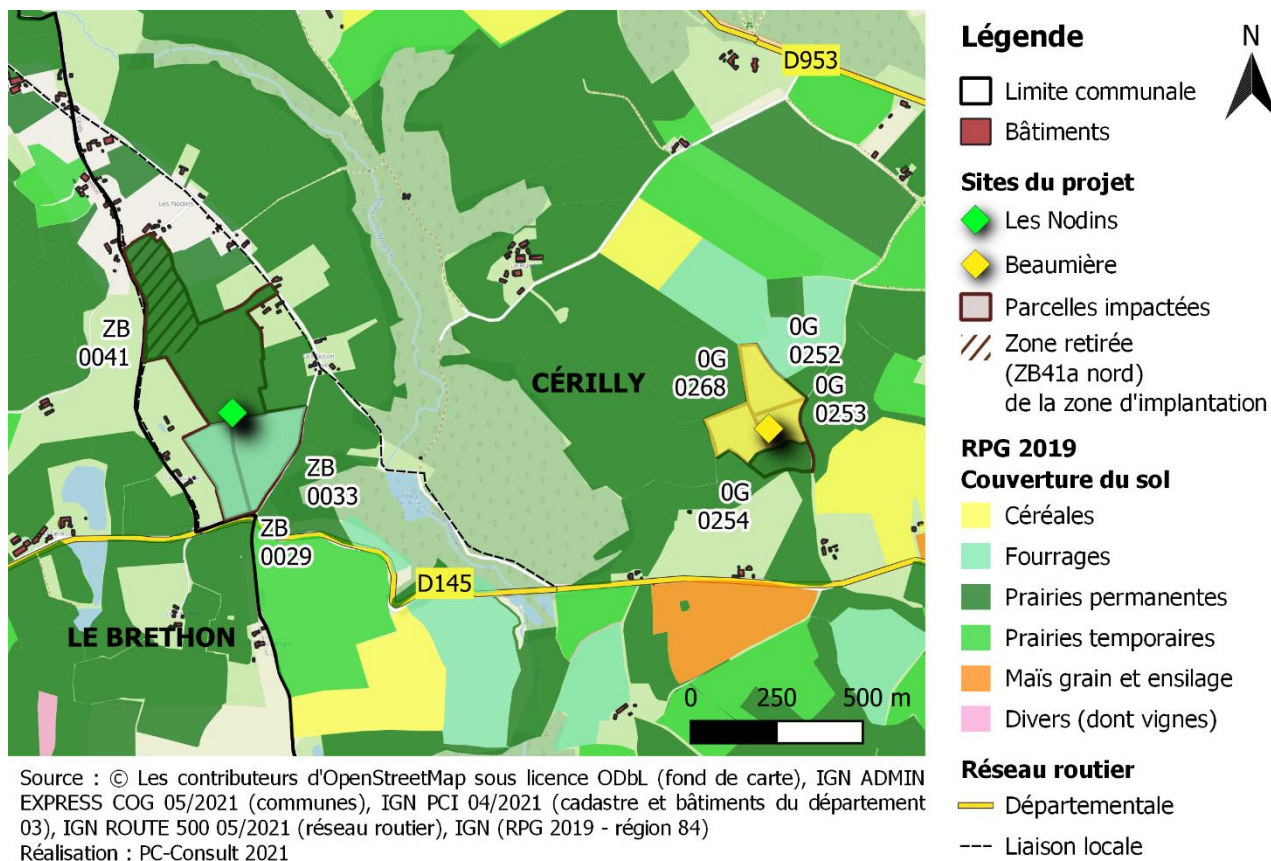 D953
Les Nodins
ZB
0041
CÉRILLY
0G
0252
0G
0268
0G
0253
ZB
0033
0G
0254
ZB
0029
D145
LE BRETHON
0 250 500 m
Légende
N
Limite communale
Bâtiments
Sites du projet
Les Nodins
Beaumière
Parcelles impactées
Zone retirée
(ZB41a nord)
de la zone d'implantation
RPG 2019
Couverture du sol
Céréales
Fourrages
Prairies permanentes
Prairies temporaires
Maïs grain et ensilage
Divers (dont vignes)
Réseau routier
Départementale
Liaison locale
Source : © Les contributeurs d'OpenStreetMap sous licence ODbL (fond de carte), IGN ADMIN
EXPRESS COG 05/2021 (communes), IGN PCI 04/2021 (cadastre et bâtiments du département
03), IGN ROUTE 500 05/2021 (réseau routier), IGN (RPG 2019 - région 84)
Réalisation : PC-Consult 2021